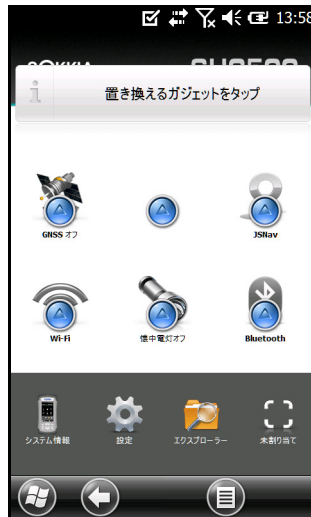 13:58
置き換えるガジェットをタップ
GNSS オフ
JSNav
Wi-Fi
懐中電灯オフ
Bluetooth
システム情報
設定
エクスプローラー
未割り当て